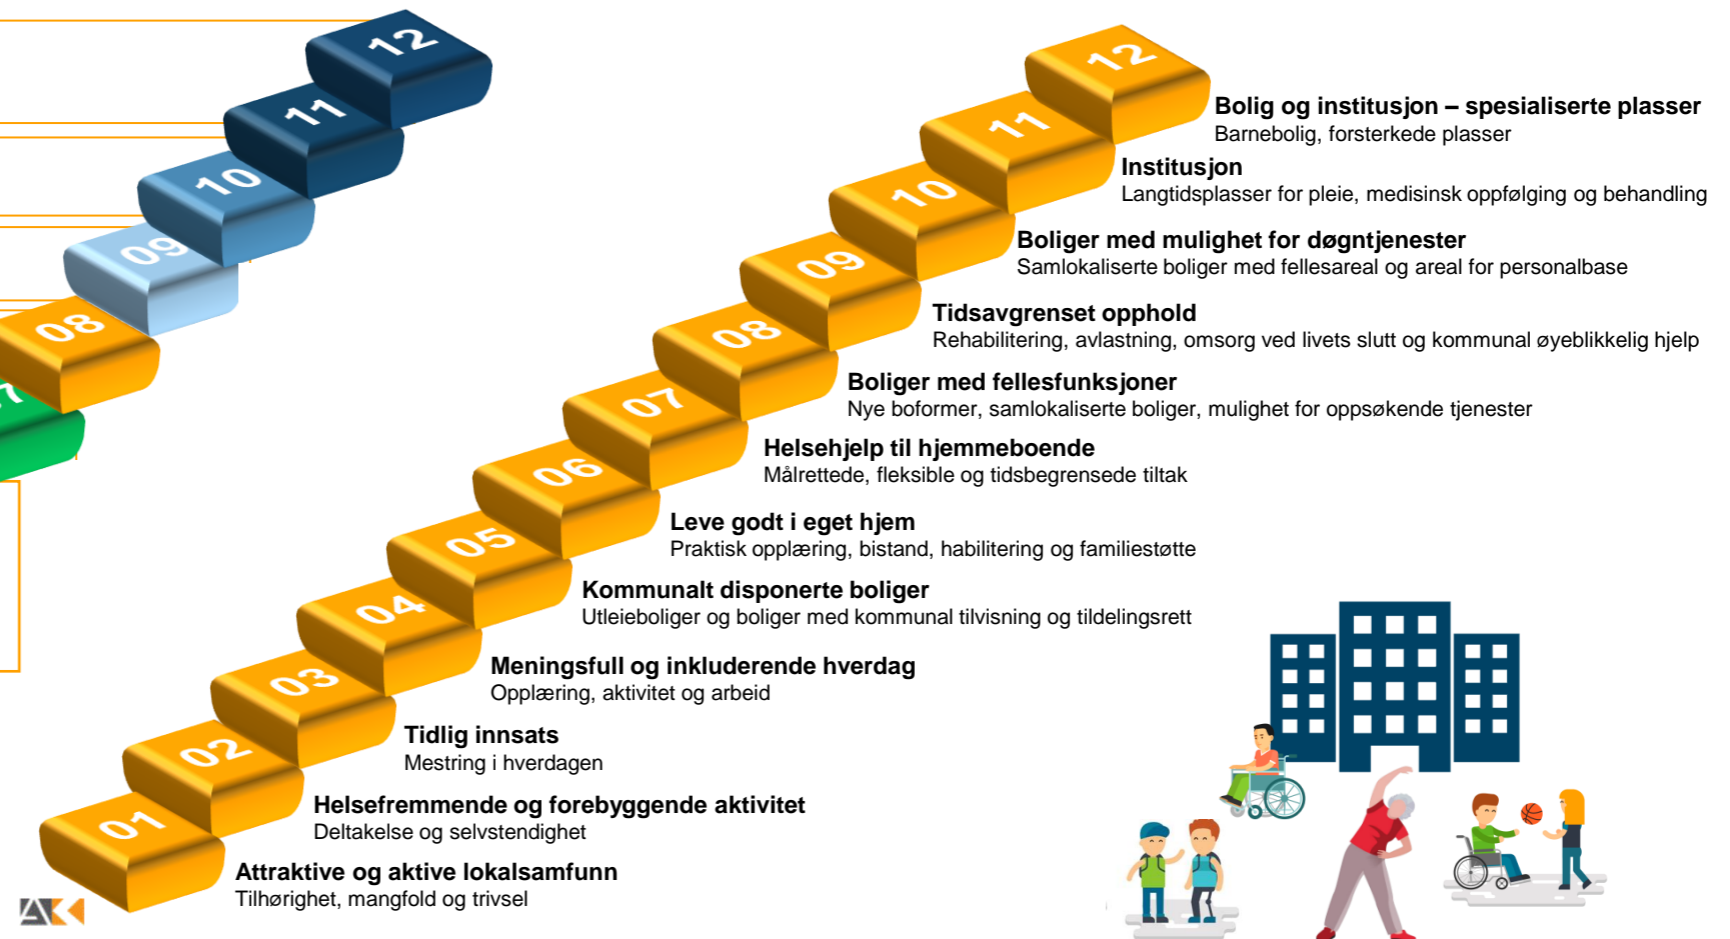 12
11
10
09
08
12
Bolig og institusjon – spesialiserte plasser
Barnebolig, forsterkede plasser
11
Institusjon
Langtidsplasser for pleie, medisinsk oppfølging og behandling
10
Boliger med mulighet for døgntjenester
Samlokaliserte boliger med fellesareal og areal for personalbase
09
Tidsavgrenset opphold
Rehabilitering, avlastning, omsorg ved livets slutt og kommunal øyeblikkelig hjelp
08
Boliger med fellesfunksjoner
Nye boformer, samlokaliserte boliger, mulighet for oppsøkende tjenester
07
Helsehjelp til hjemmeboende
Målrettede, fleksible og tidsbegrensede tiltak
06
Leve godt i eget hjem
Praktisk opplæring, bistand, habilitering og familiestøtte
05
Kommunalt disponerte boliger
Utleieboliger og boliger med kommunal tilvisning og tildelingsrett
04
Meningsfull og inkluderende hverdag
Opplæring, aktivitet og arbeid
03
Tidlig innsats
Mestring i hverdagen
02
Helsefremmende og forebyggende aktivitet
Deltakelse og selvstendighet
01
Attraktive og aktive lokalsamfunn
Tilhørighet, mangfold og trivsel